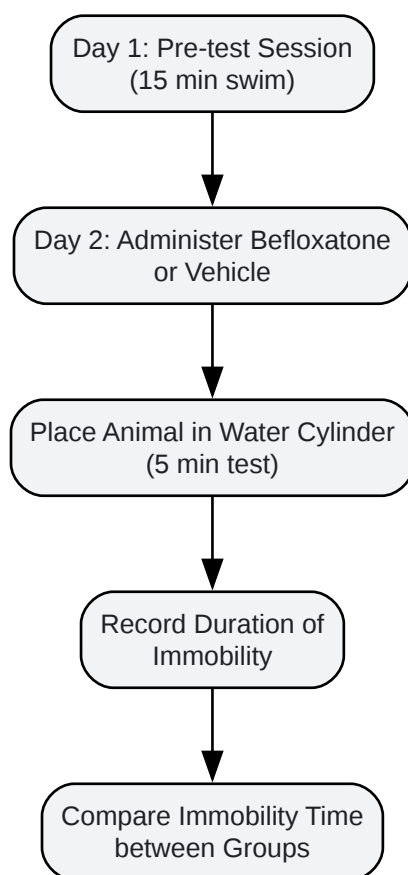 Day 1: Pre-test Session
(15 min swim)
Day 2: Administer Befloxatone
or Vehicle
Place Animal in Water Cylinder
(5 min test)
Record Duration of
Immobility
Compare Immobility Time
between Groups